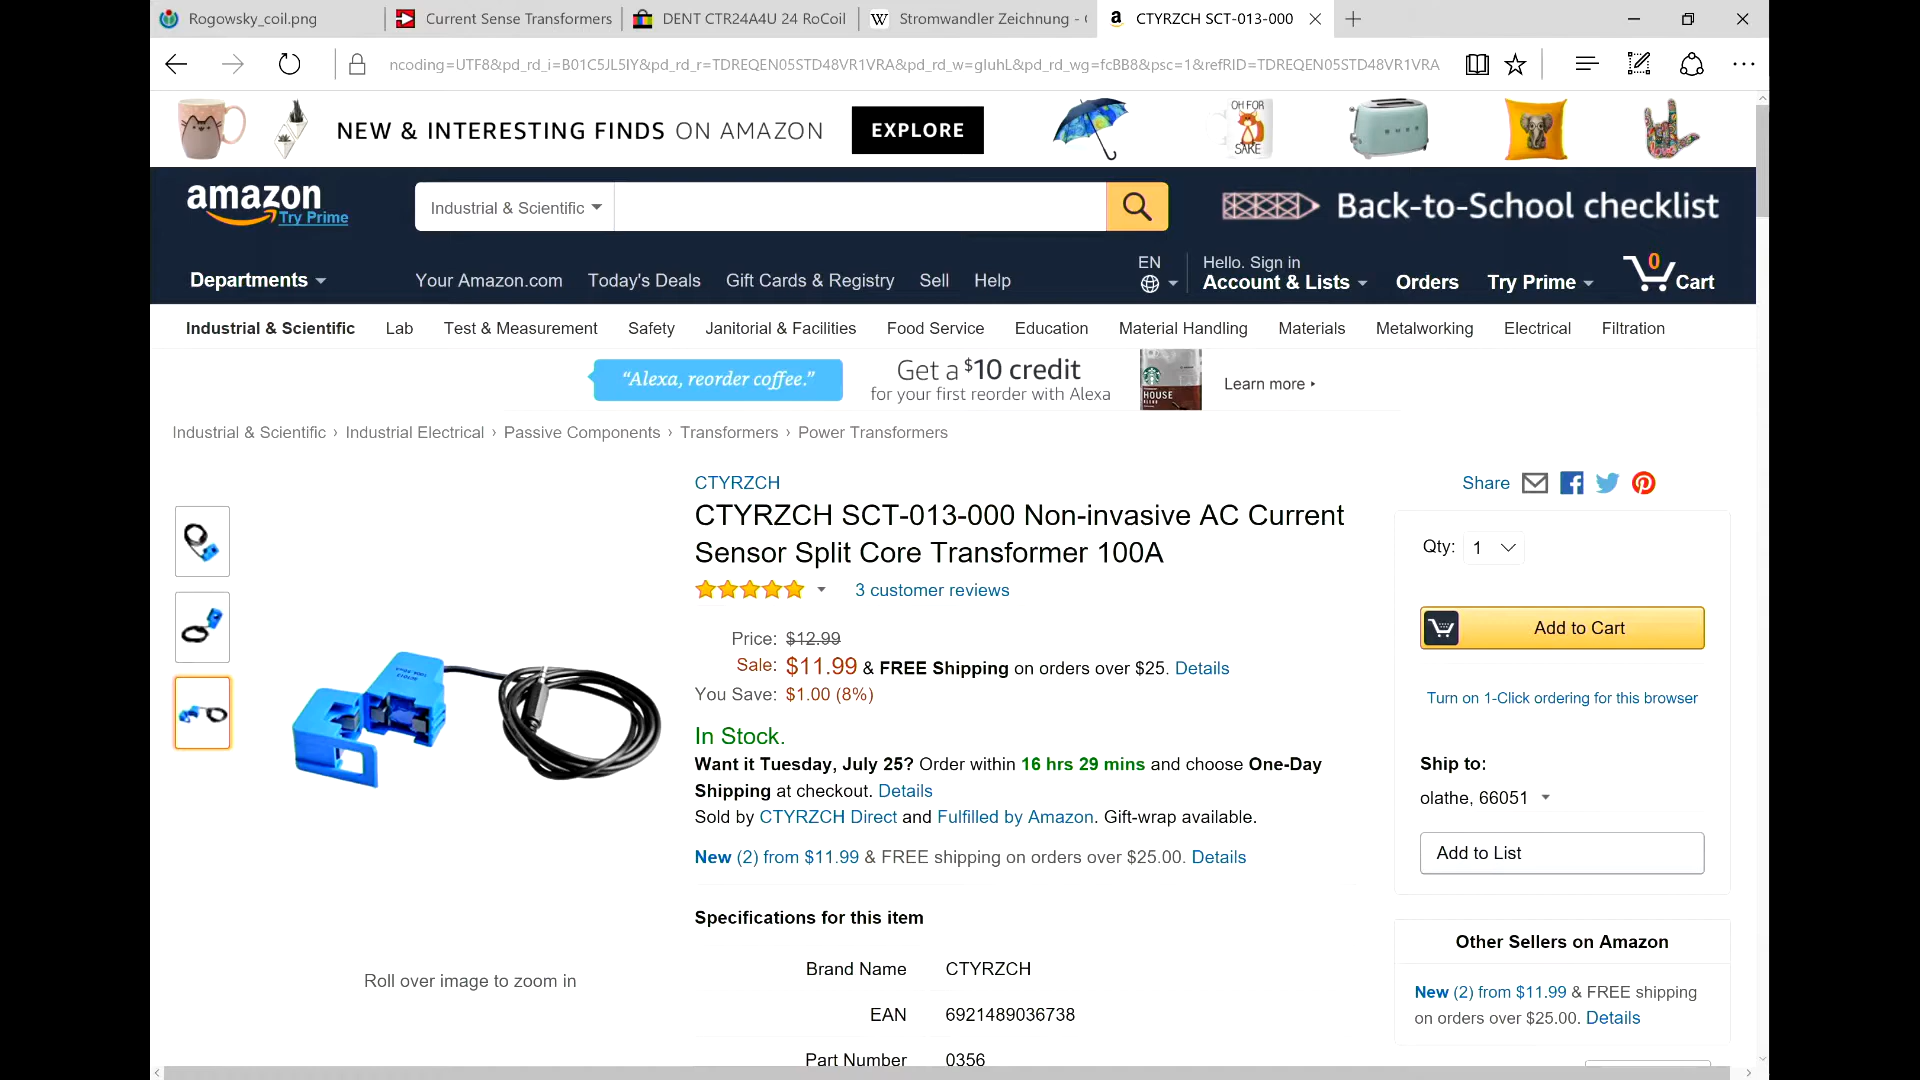 Rogowsky_coil.png
Current Sense Transformers
DENT CTR24A4U 24 RoCoil
Stromwandler Zeichnung -
CTYRZCH SCT-013-000
ncoding=UTF8&pd_rd_i=B01C5JL5IY&pd_rd_r=TDREQEN05STD48VR1VRA&pd_rd_w=gIuhL&pd_rd_wg=fcBB8&psc=1&refRID=TDREQEN05STD48VR1VRA
NEW & INTERESTING FINDS ON AMAZON
EXPLORE
OH FOR
SAKE
amazon
Try Prime
Industrial & Scientific
Back-to-School checklist
Departments
Your Amazon.com
Today's Deals
Gift Cards & Registry
Sell
Help
EN
Hello. Sign in
Account & Lists
Orders
Try Prime
0
Cart
Industrial & Scientific
Lab
Test & Measurement
Safety
Janitorial & Facilities
Food Service
Education
Material Handling
Materials
Metalworking
Electrical
Filtration
“Alexa, reorder coffee.”
Get a $10 credit
for your first reorder with Alexa
HOUSE
Learn more ▸
Industrial & Scientific › Industrial Electrical › Passive Components › Transformers › Power Transformers
CTYRZCH
CTYRZCH SCT-013-000 Non-invasive AC Current
Sensor Split Core Transformer 100A
3 customer reviews
Price: $12.99
Sale: $11.99 & FREE Shipping on orders over $25. Details
You Save: $1.00 (8%)
In Stock.
Want it Tuesday, July 25? Order within 16 hrs 29 mins and choose One-Day
Shipping at checkout. Details
Sold by CTYRZCH Direct and Fulfilled by Amazon. Gift-wrap available.
New (2) from $11.99 & FREE shipping on orders over $25.00. Details
Specifications for this item
Brand Name CTYRZCH
EAN 6921489036738
Part Number 0356
Roll over image to zoom in
Share
Qty: 1
Add to Cart
Turn on 1-Click ordering for this browser
Ship to:
olathe, 66051
Add to List
Other Sellers on Amazon
New (2) from $11.99 & FREE shipping
on orders over $25.00. Details